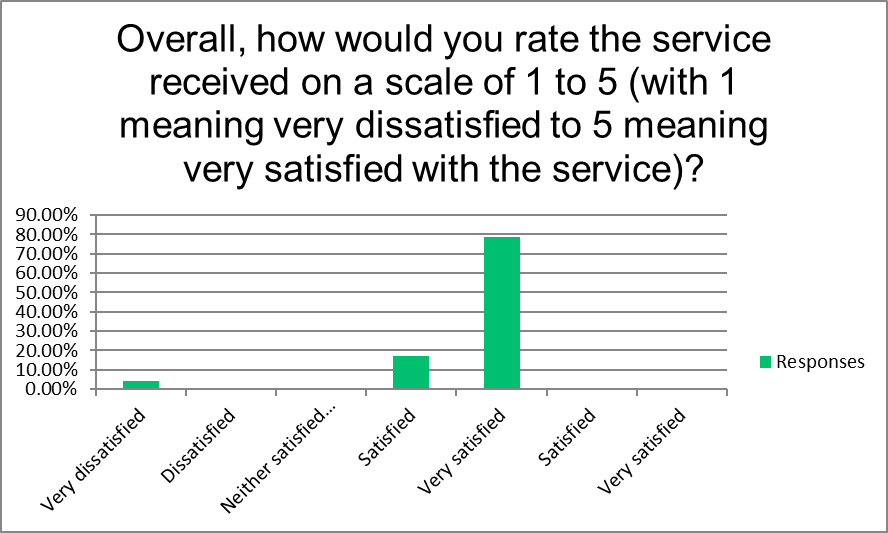 Overall, how would you rate the service
received on a scale of 1 to 5 (with 1
meaning very dissatisfied to 5 meaning
very satisfied with the service)?
90.00%
80.00%
70.00%
60.00%
50.00%
40.00%
30.00%
20.00%
10.00%
0.00%
Responses
Very dissatisfied
Dissatisfied
Neither satisfied...
Satisfied
Very satisfied
Satisfied
Very satisfied